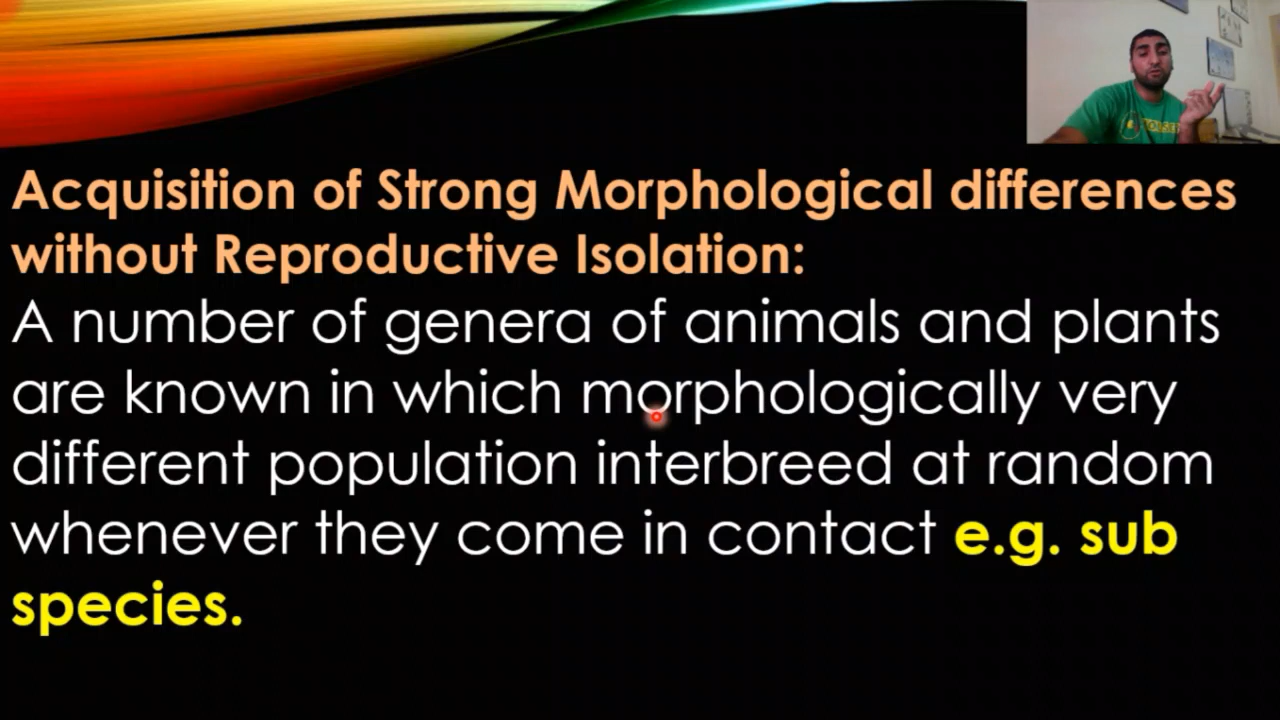 Acquisition of Strong Morphological differences
without Reproductive Isolation:
A number of genera of animals and plants
are known in which morphologically very
different population interbreed at random
whenever they come in contact e.g. sub
species.